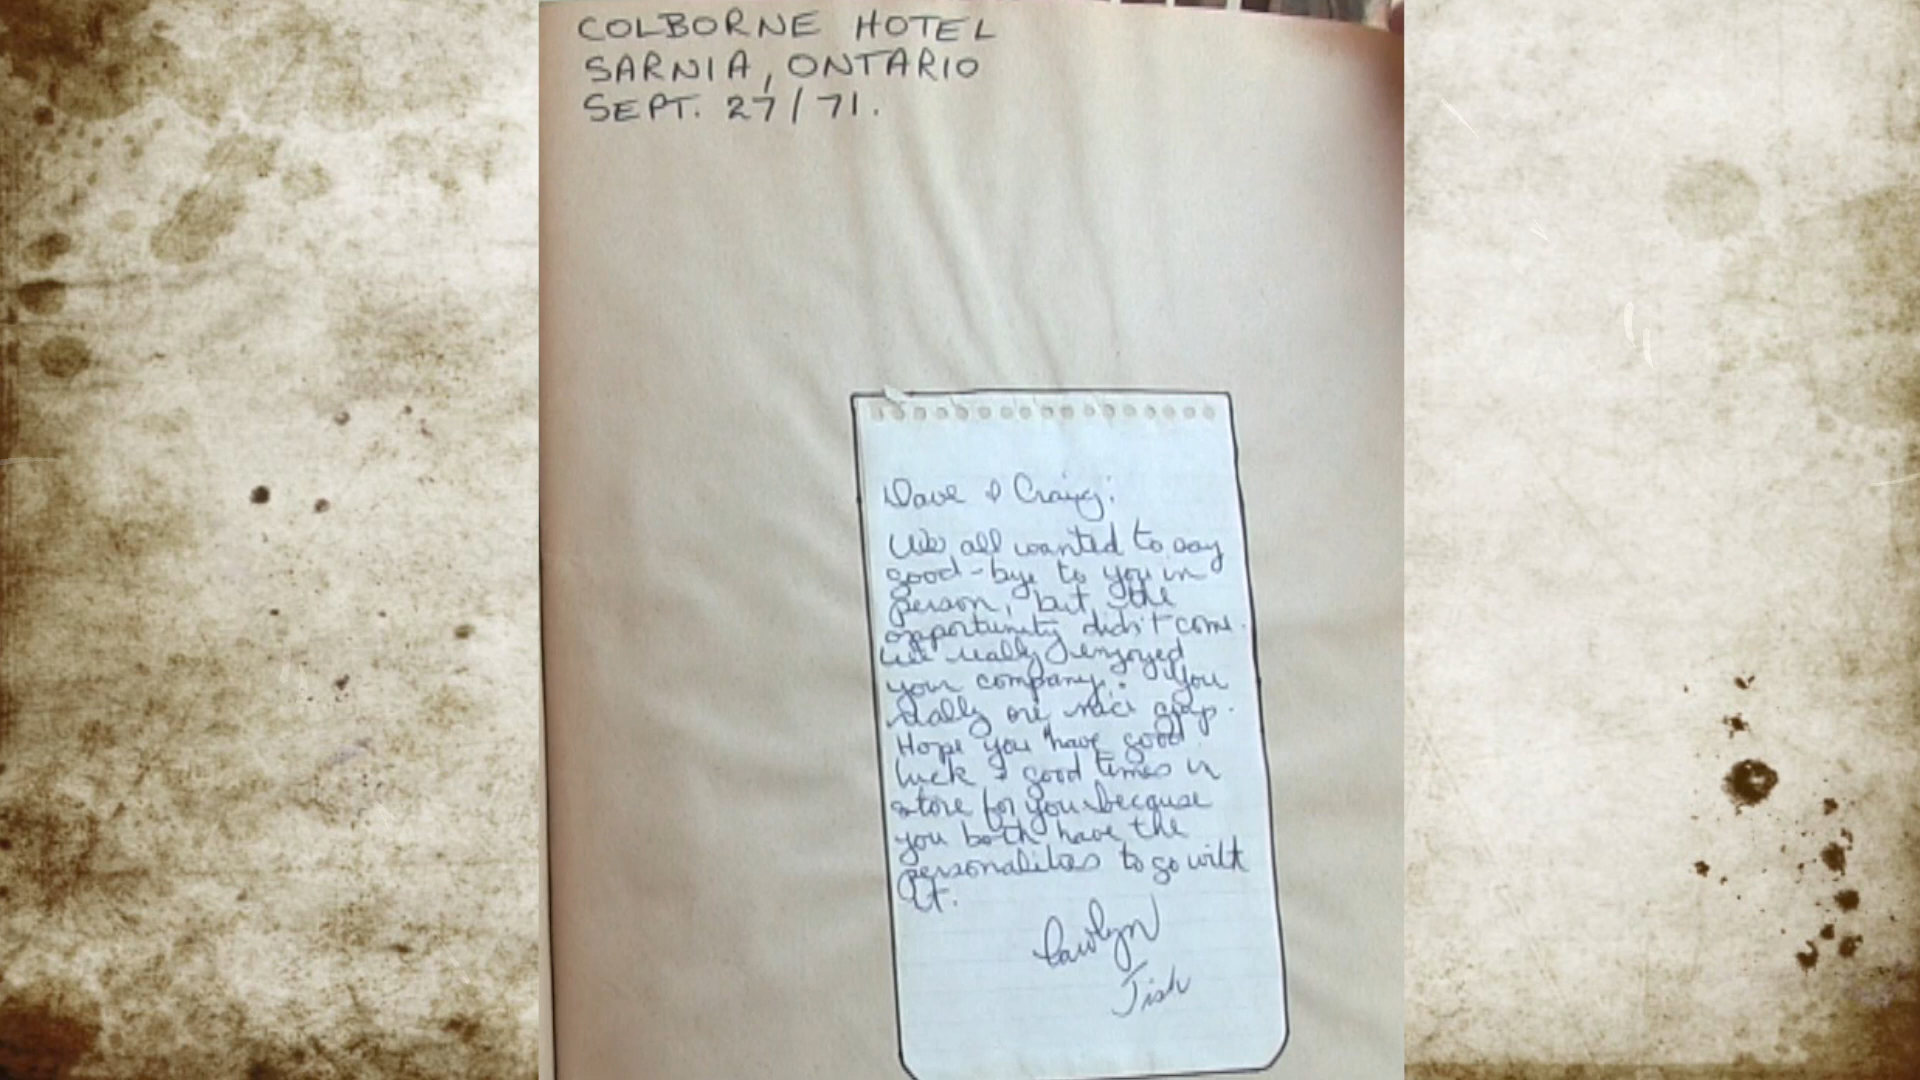 COLBORNE HOTEL
SARNIA, ONTARIO
SEPT. 27/71.
Dave & Craig:
We all wanted to say
good-bye to you in
person, but the
opportunity didn't come.
We really enjoyed
your company. You
really are nice guys.
Hope you have good
luck & good times in
store for you because
you both have the
personalities to go with
it.
Carolyn
Tish